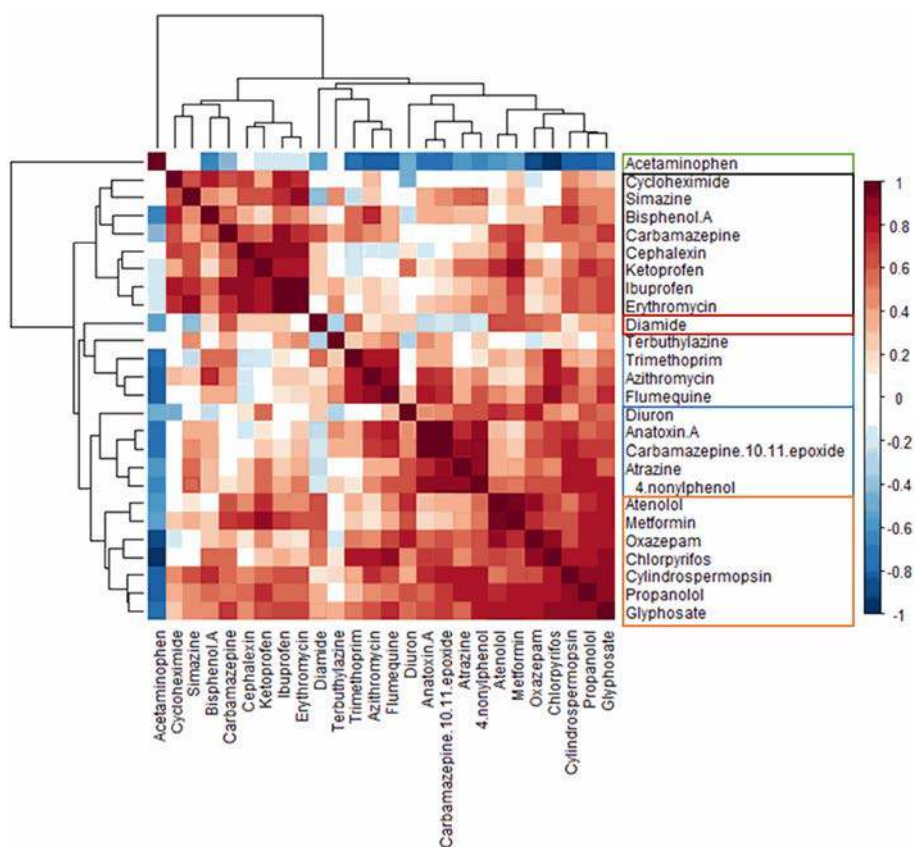 Acetaminophen
Cycloheximide
Simazine
Bisphenol.A
Carbamazepine
Cephalexin
Ketoprofen
Ibuprofen
Erythromycin
Diamide
Terbuthylazine
Trimethoprim
Azithromycin
Flumequine
Diuron
Anatoxin.A
Carbamazepine.10.11.epoxide
Atrazine
4.nonylphenol
Atenolol
Metformin
Oxazepam
Chlorpyrifos
Cylindrospermopsin
Propanolol
Glyphosate
1
0.8
0.6
0.4
0.2
0
-0.2
-0.4
-0.6
-0.8
-1
Acetaminophen
Cycloheximide
Simazine
Bisphenol.A
Carbamazepine
Cephalexin
Ketoprofen
Ibuprofen
Erythromycin
Diamide
Terbuthylazine
Trimethoprim
Azithromycin
Flumequine
Diuron
Anatoxin.A
Carbamazepine.10.11.epoxide
Atrazine
4.nonylphenol
Atenolol
Metformin
Oxazepam
Chlorpyrifos
Cylindrospermopsin
Propanolol
Glyphosate